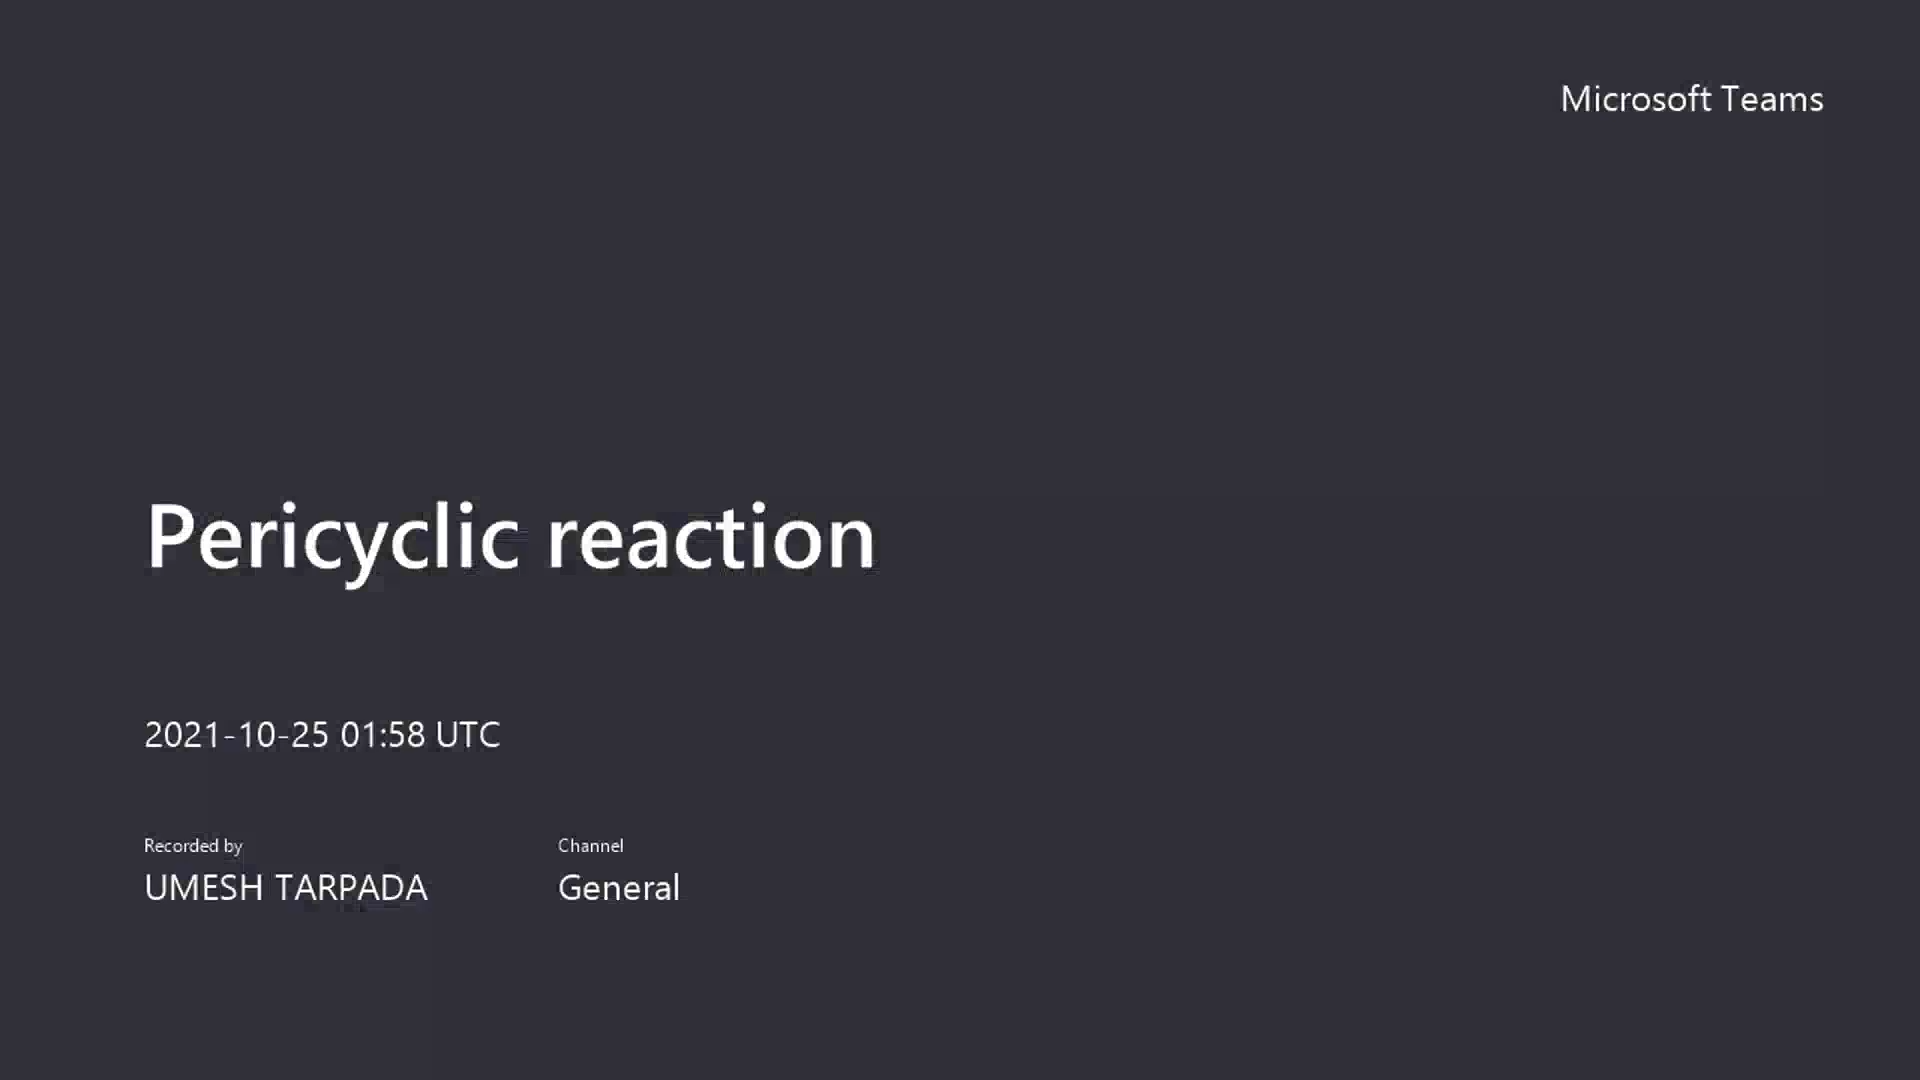 Microsoft Teams
Pericyclic reaction
2021-10-25 01:58 UTC
Recorded by
Channel
UMESH TARPADA
General